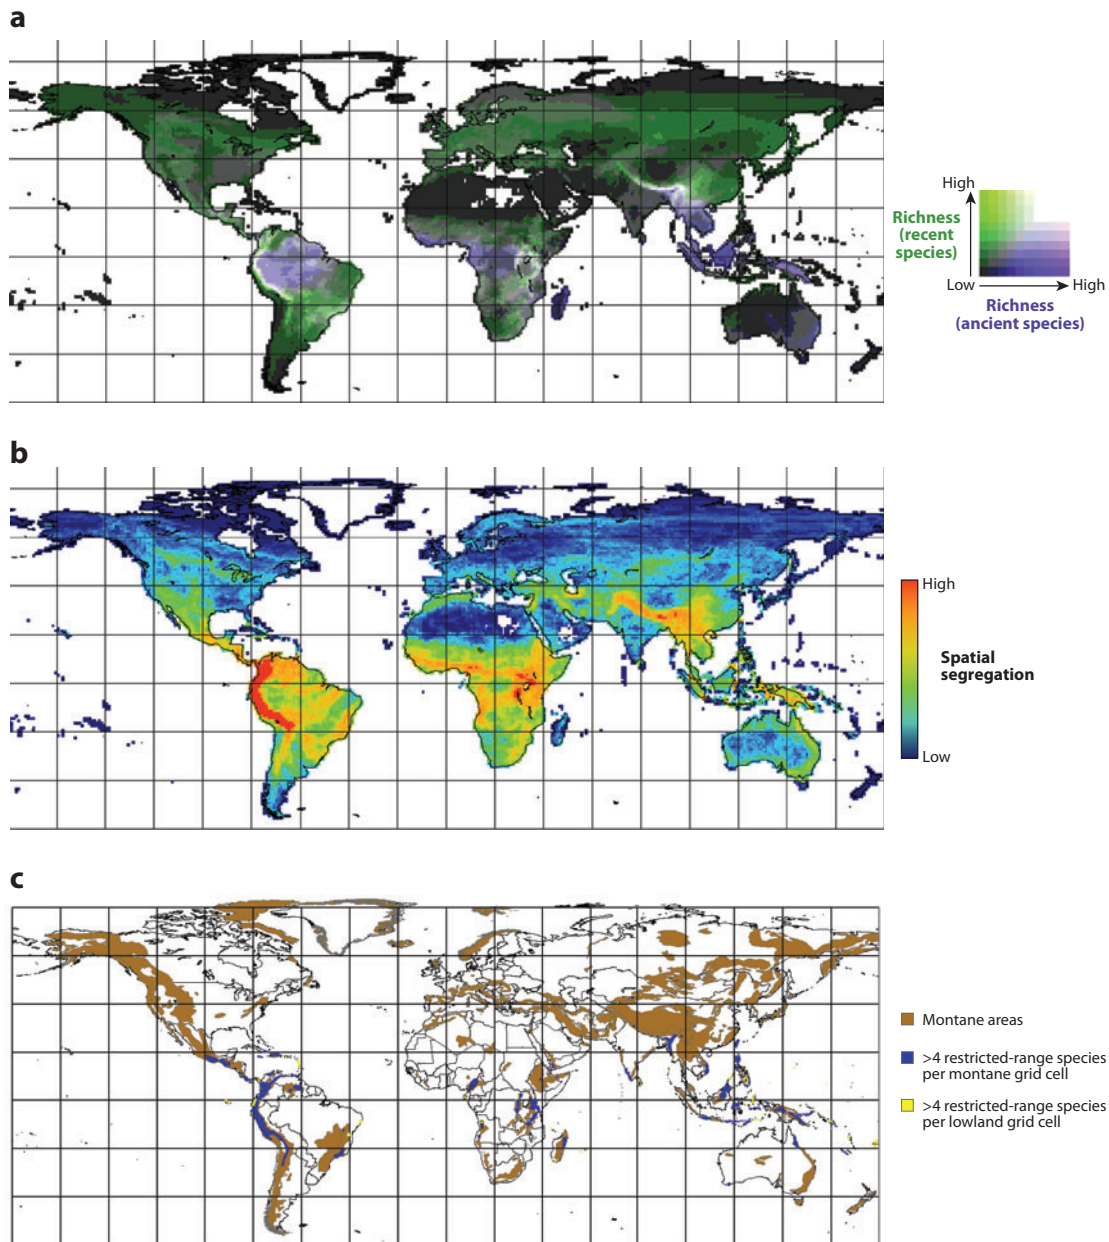 a
High
Richness
(recent
species)
Low
High
Richness
(ancient species)
b
High
Spatial
segregation
Low
c
Montane areas
>4 restricted-range species
per montane grid cell
>4 restricted-range species
per lowland grid cell